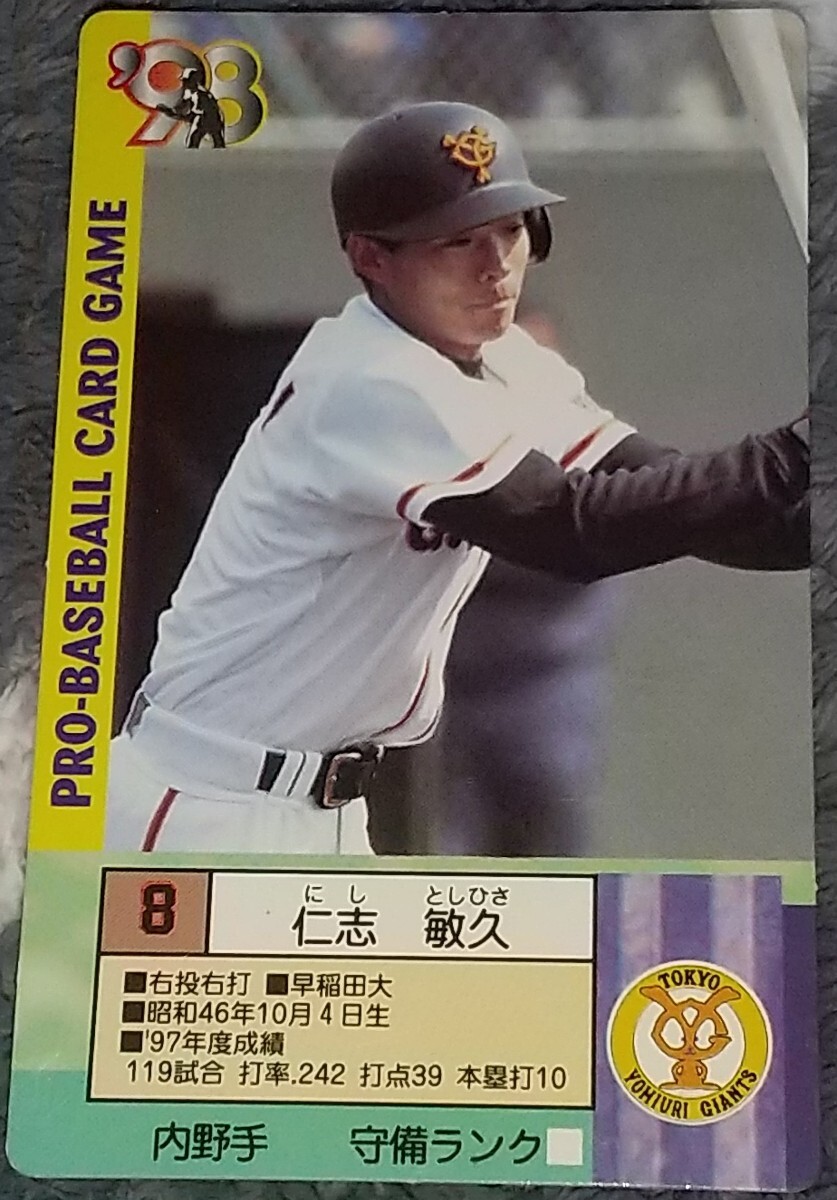 '98
PRO-BASEBALL CARD GAME
8
にし としひさ
仁志 敏久
■右投右打 ■早稲田大
■昭和46年10月4日生
■'97年度成績
119試合 打率.242 打点39 本塁打10
TOKYO
YOMIURI GIANTS
内野手 守備ランク